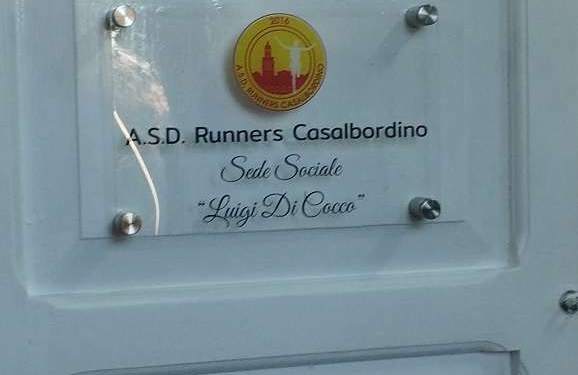 2016
A.S.D. RUNNERS CASALBORDINO
A.S.D. Runners Casalbordino
Sede Sociale
"Luigi Di Cocco"